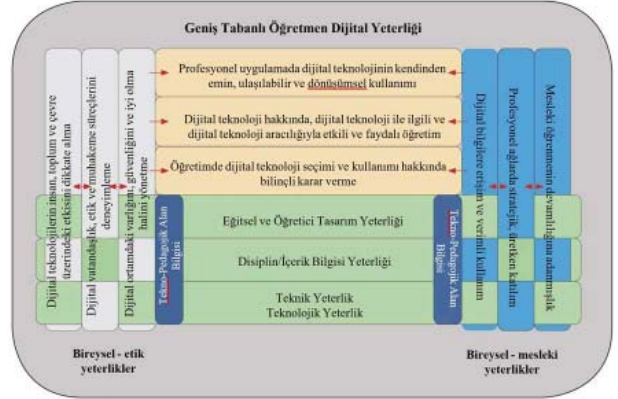 Geniş Tabanlı Öğretmen Dijital Yeterliği
Dijital teknolojilerin insan, toplum ve çevre
üzerindeki etkisini dikkate alma
Dijital vatandaşlık, etik ve muhakeme süreçlerini
deneyimleme
Dijital ortamdaki varlığını, güvenliğini ve iyi olma
halini yönetme
Profesyonel uygulamada dijital teknolojinin kendinden
emin, ulaşılabilir ve dönüsümsel kullanımı
Dijital teknoloji hakkında, dijital teknoloji ile ilgili ve
dijital teknoloji aracılığıyla etkili ve faydalı öğretim
Öğretimde dijital teknoloji seçimi ve kullanımı hakkında
bilinçli karar verme
Tekno-Pedagojik Alan
Bilgisi
Eğitsel ve Öğretici Tasarım Yeterliği
Disiplin/İçerik Bilgisi Yeterliği
Teknik Yeterlik
Teknolojik Yeterlik
Tekno-Pedagojik Alan
Bilgisi
Dijital bilgilere erişim ve verimli kullanım
Profesyonel ağlarda stratejik, üretken katılım
Mesleki öğrenmenin devamlılığına adanmışlık
Bireysel - etik
yeterlikler
Bireysel - mesleki
yeterlikler